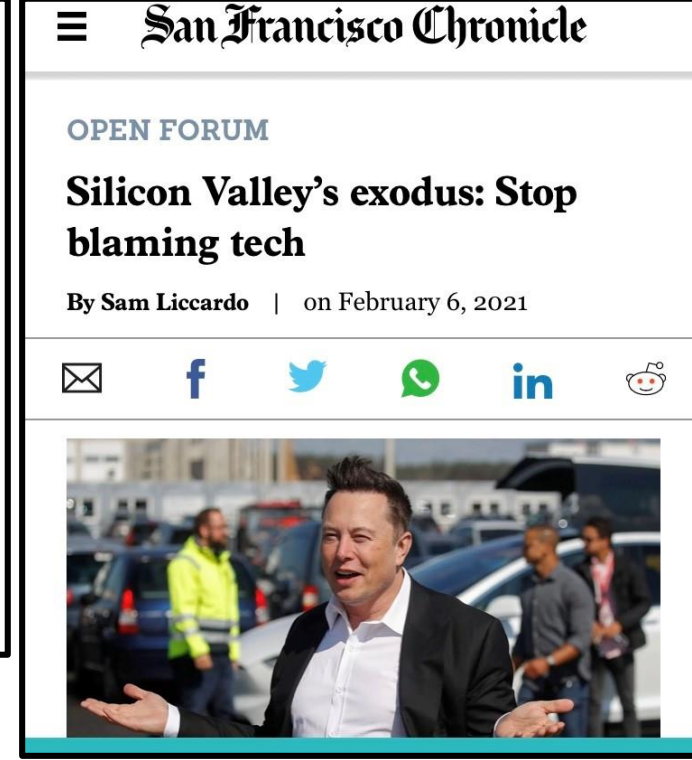 San Francisco Chronicle
OPEN FORUM
Silicon Valley’s exodus: Stop
blaming tech
By Sam Liccardo | on February 6, 2021